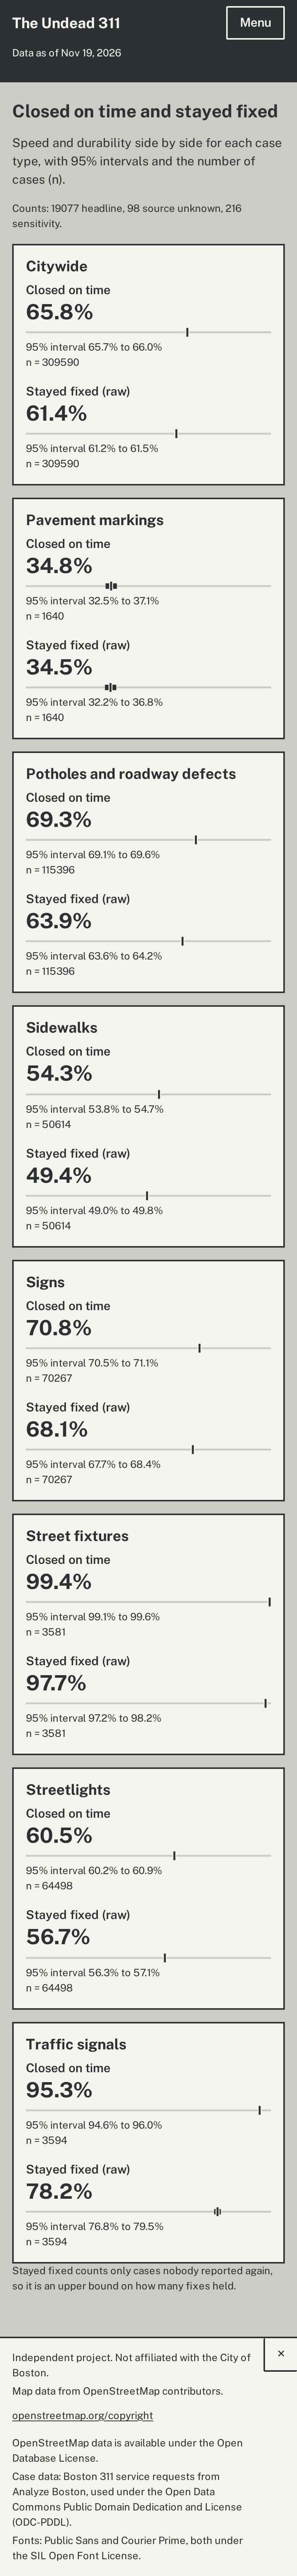 The Undead 311
Menu
Data as of Nov 19, 2026
Closed on time and stayed fixed
Speed and durability side by side for each case
type, with 95% intervals and the number of
cases (n).
Counts: 19077 headline, 98 source unknown, 216
sensitivity.
Citywide
Closed on time
65.8%
95% interval 65.7% to 66.0%
n = 309590
Stayed fixed (raw)
61.4%
95% interval 61.2% to 61.5%
n = 309590
Pavement markings
Closed on time
34.8%
95% interval 32.5% to 37.1%
n = 1640
Stayed fixed (raw)
34.5%
95% interval 32.2% to 36.8%
n = 1640
Potholes and roadway defects
Closed on time
69.3%
95% interval 69.1% to 69.6%
n = 115396
Stayed fixed (raw)
63.9%
95% interval 63.6% to 64.2%
n = 115396
Sidewalks
Closed on time
54.3%
95% interval 53.8% to 54.7%
n = 50614
Stayed fixed (raw)
49.4%
95% interval 49.0% to 49.8%
n = 50614
Signs
Closed on time
70.8%
95% interval 70.5% to 71.1%
n = 70267
Stayed fixed (raw)
68.1%
95% interval 67.7% to 68.4%
n = 70267
Street fixtures
Closed on time
99.4%
95% interval 99.1% to 99.6%
n = 3581
Stayed fixed (raw)
97.7%
95% interval 97.2% to 98.2%
n = 3581
Streetlights
Closed on time
60.5%
95% interval 60.2% to 60.9%
n = 64498
Stayed fixed (raw)
56.7%
95% interval 56.3% to 57.1%
n = 64498
Traffic signals
Closed on time
95.3%
95% interval 94.6% to 96.0%
n = 3594
Stayed fixed (raw)
78.2%
95% interval 76.8% to 79.5%
n = 3594
Stayed fixed counts only cases nobody reported again,
so it is an upper bound on how many fixes held.
×
Independent project. Not affiliated with the City of
Boston.
Map data from OpenStreetMap contributors.
openstreetmap.org/copyright
OpenStreetMap data is available under the Open
Database License.
Case data: Boston 311 service requests from
Analyze Boston, used under the Open Data
Commons Public Domain Dedication and License
(ODC-PDDL).
Fonts: Public Sans and Courier Prime, both under
the SIL Open Font License.